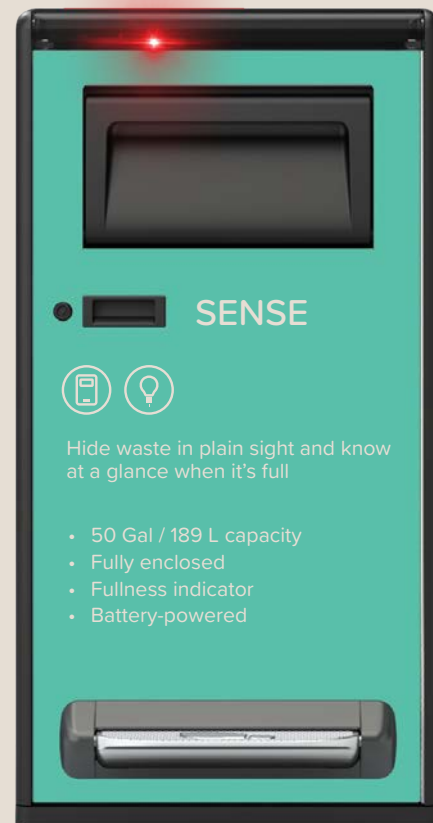 SENSE
Hide waste in plain sight and know
at a glance when it's full
• 50 Gal / 189 L capacity
• Fully enclosed
• Fullness indicator
• Battery-powered